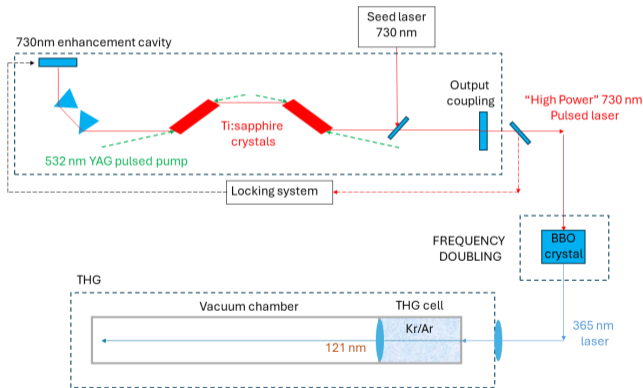 730nm enhancement cavity
Seed laser
730 nm
Output
coupling
"High Power" 730 nm
Pulsed laser
Ti:sapphire
crystals
532 nm YAG pulsed pump
Locking system
FREQUENCY
DOUBLING
BBO
crystal
THG
Vacuum chamber
THG cell
Kr/Ar
121 nm
365 nm
laser